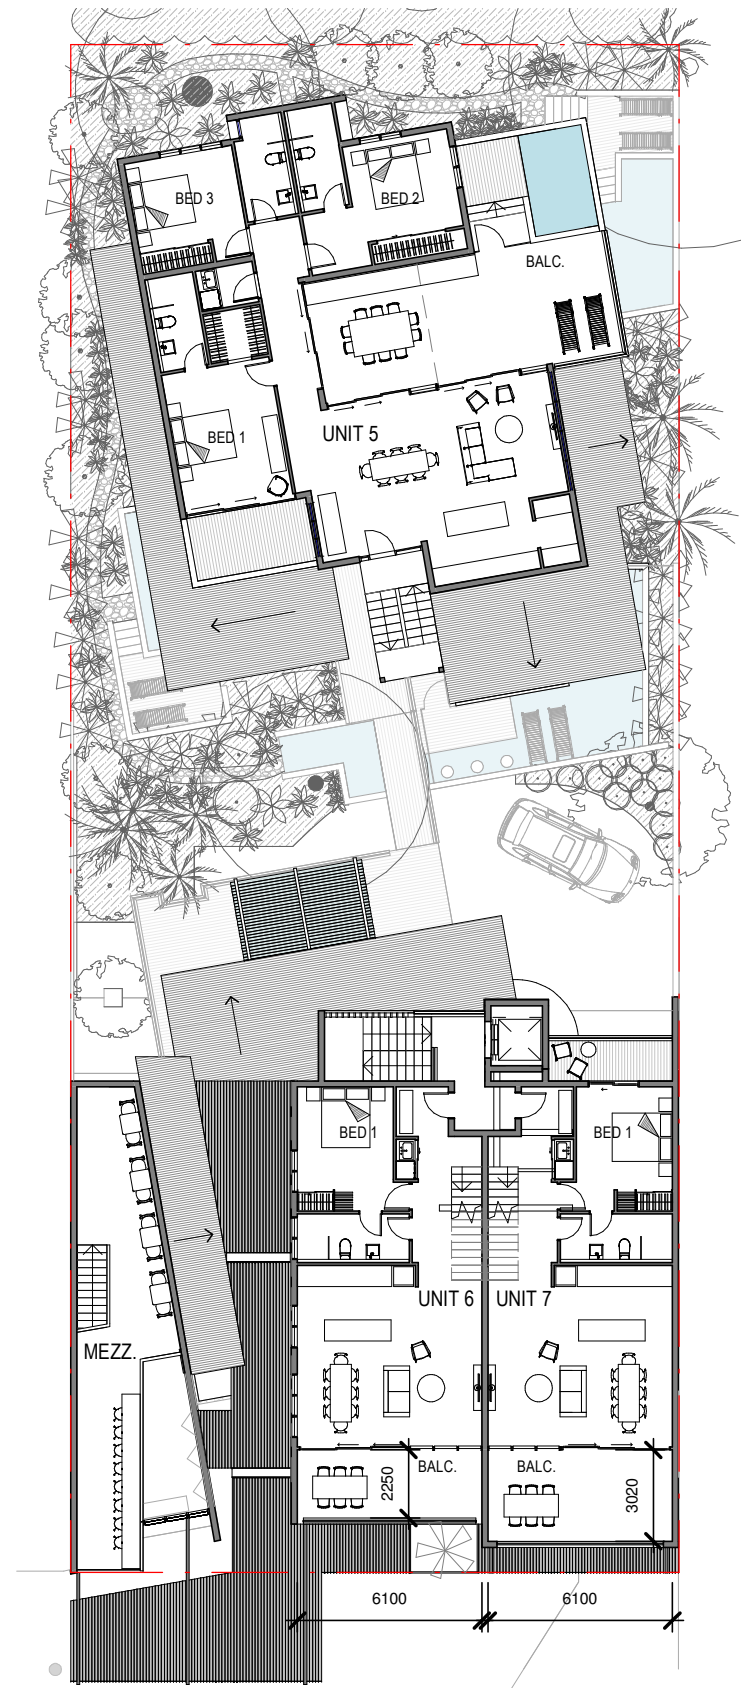 BED 3
BED 2
BALC.
BED 1
UNIT 5
BED 1
BED 1
UNIT 6
UNIT 7
MEZZ.
BALC.
BALC.
2250
3020
6100
6100